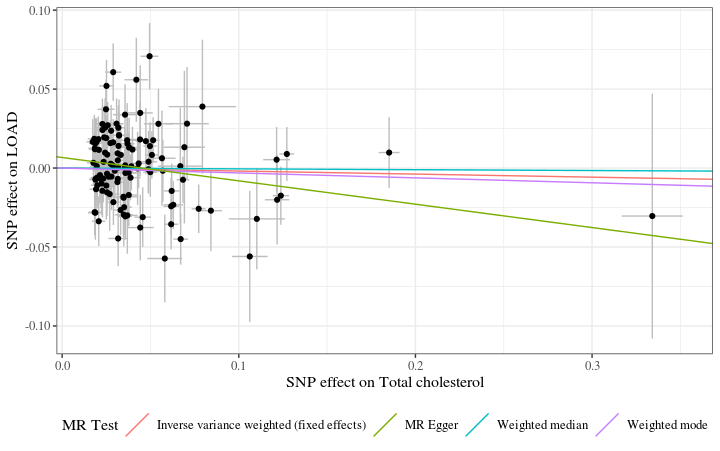 0.10
0.05
0.00
-0.05
-0.10
SNP effect on LOAD
0.0
0.1
0.2
0.3
SNP effect on Total cholesterol
MR Test
Inverse variance weighted (fixed effects)
MR Egger
Weighted median
Weighted mode